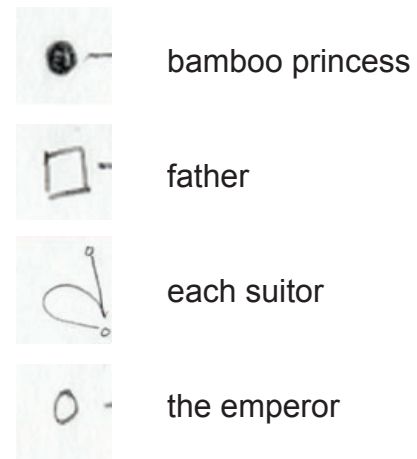 bamboo princess
father
each suitor
the emperor